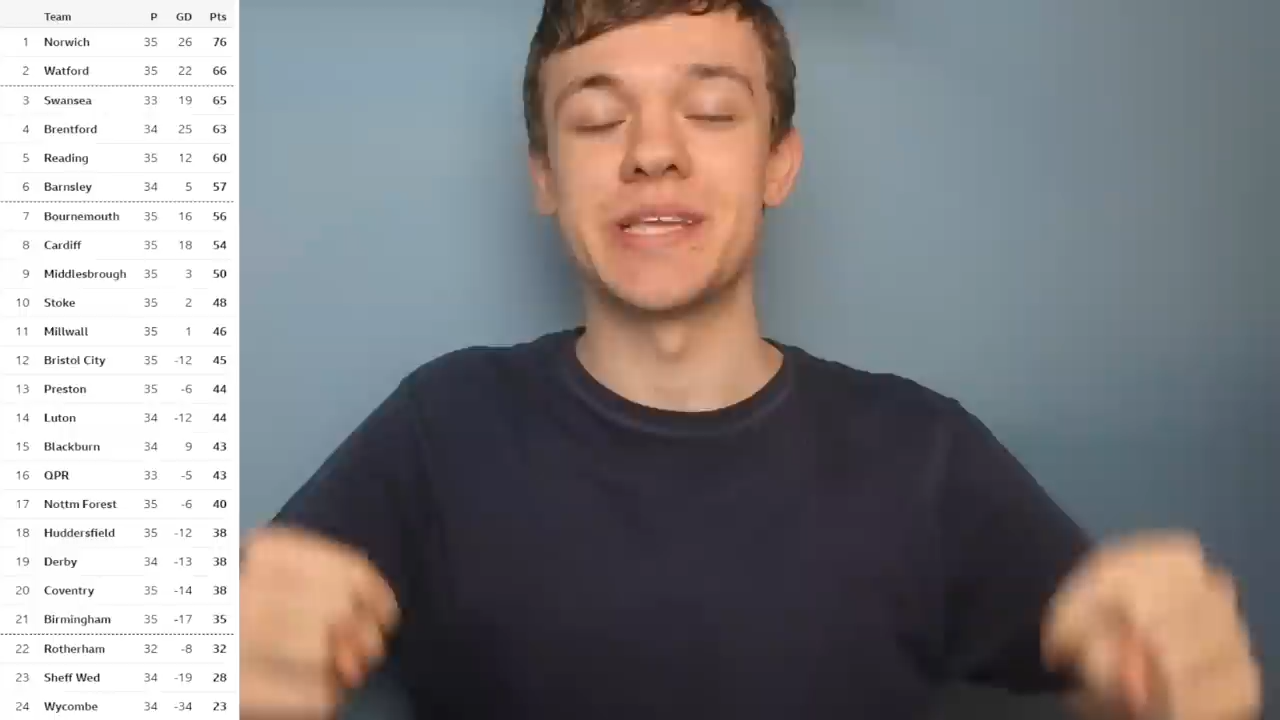 Team P GD Pts
1 Norwich 35 26 76
2 Watford 35 22 66
3 Swansea 33 19 65
4 Brentford 34 25 63
5 Reading 35 12 60
6 Barnsley 34 5 57
7 Bournemouth 35 16 56
8 Cardiff 35 18 54
9 Middlesbrough 35 3 50
10 Stoke 35 2 48
11 Millwall 35 1 46
12 Bristol City 35 -12 45
13 Preston 35 -6 44
14 Luton 34 -12 44
15 Blackburn 34 9 43
16 QPR 33 -5 43
17 Nottm Forest 35 -6 40
18 Huddersfield 35 -12 38
19 Derby 34 -13 38
20 Coventry 35 -14 38
21 Birmingham 35 -17 35
22 Rotherham 32 -8 32
23 Sheff Wed 34 -19 28
24 Wycombe 34 -34 23